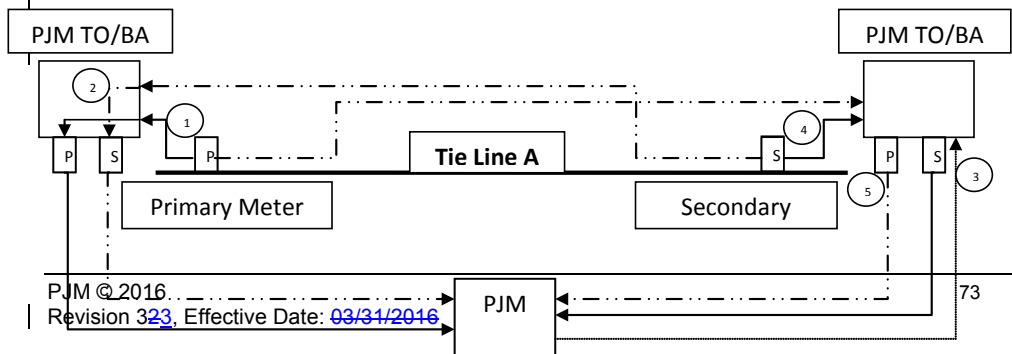 PJM TO/BA
PJM TO/BA
2
1
4
P
S
P
Tie Line A
S
P
S
5
3
Primary Meter
Secondary
PJM © 2016
Revision 323, Effective Date: 03/31/2016
PJM
73